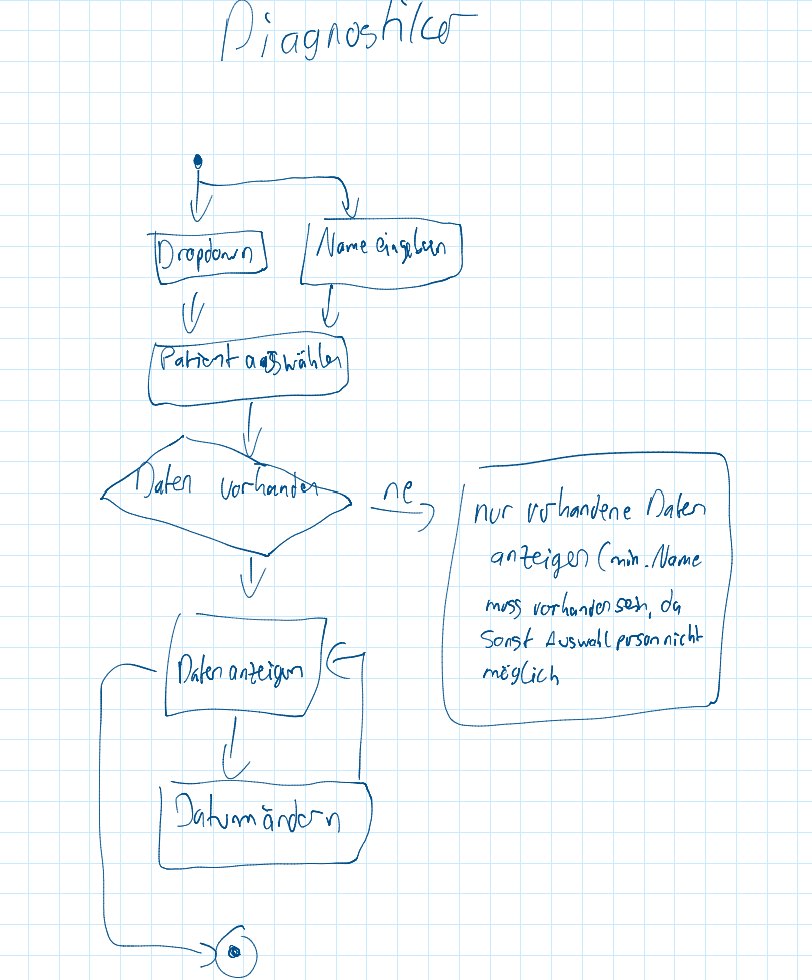 Diagnostiker
Dropdown
Name eingeben
Patient auswählen
Daten vorhanden
ne
nur vorhandene Daten
anzeigen (min. Name
muss vorhanden sein, da
sonst Auswahl person nicht
möglich
Daten anzeigen
Datum ändern